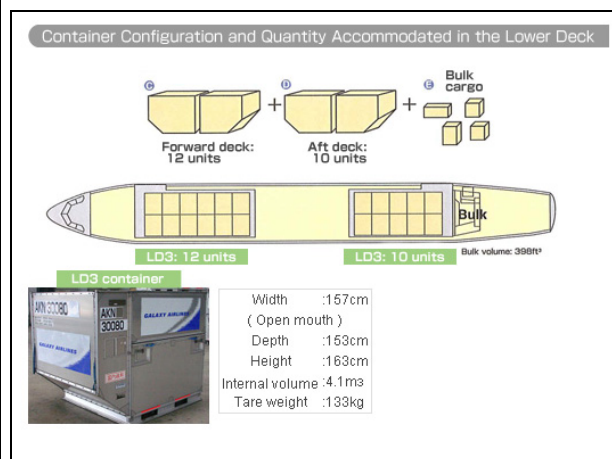 Container Configuration and Quantity Accommodated in the Lower Deck
C
D
E
Bulk
cargo
+
+
Forward deck:
12 units
Aft deck:
10 units
Bulk
LD3: 12 units
LD3: 10 units
Bulk volume: 398ft³
LD3 container
AKN 30080
AKN
30080
GALAXY AIRLINES
GALAXY AIRLINES
Width :157cm
( Open mouth )
Depth :153cm
Height :163cm
Internal volume :4.1m3
Tare weight :133kg